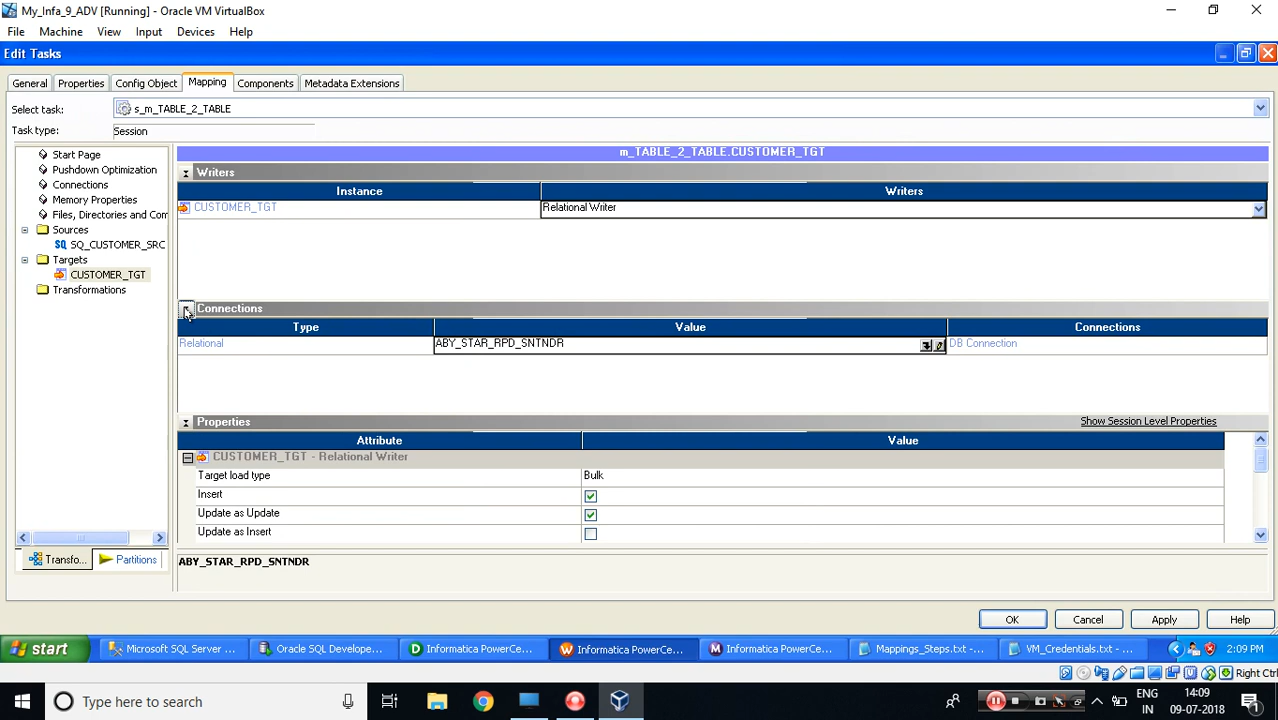 My_Infa_9_ADV [Running] - Oracle VM VirtualBox
File Machine View Input Devices Help
Edit Tasks
General Properties Config Object Mapping Components Metadata Extensions
Select task: s_m_TABLE_2_TABLE
Task type: Session
Start Page
Pushdown Optimization
Connections
Memory Properties
Files, Directories and Com
Sources
SQ_CUSTOMER_SRC
Targets
CUSTOMER_TGT
Transformations
Transfo... Partitions
m_TABLE_2_TABLE.CUSTOMER_TGT
Writers
Instance Writers
CUSTOMER_TGT Relational Writer
Connections
Type Value Connections
Relational ABY_STAR_RPD_SNTNDR DB Connection
Properties Show Session Level Properties
Attribute Value
CUSTOMER_TGT - Relational Writer
Target load type Bulk
Insert
Update as Update
Update as Insert
ABY_STAR_RPD_SNTNDR
OK Cancel Apply Help
start Microsoft SQL Server ... Oracle SQL Develope... Informatica PowerCe... Informatica PowerCe... Informatica PowerCe... Mappings_Steps.txt -... VM_Credentials.txt - ... 2:09 PM
Right Ctrl
Type here to search ENG 14:09
IN 09-07-2018 1